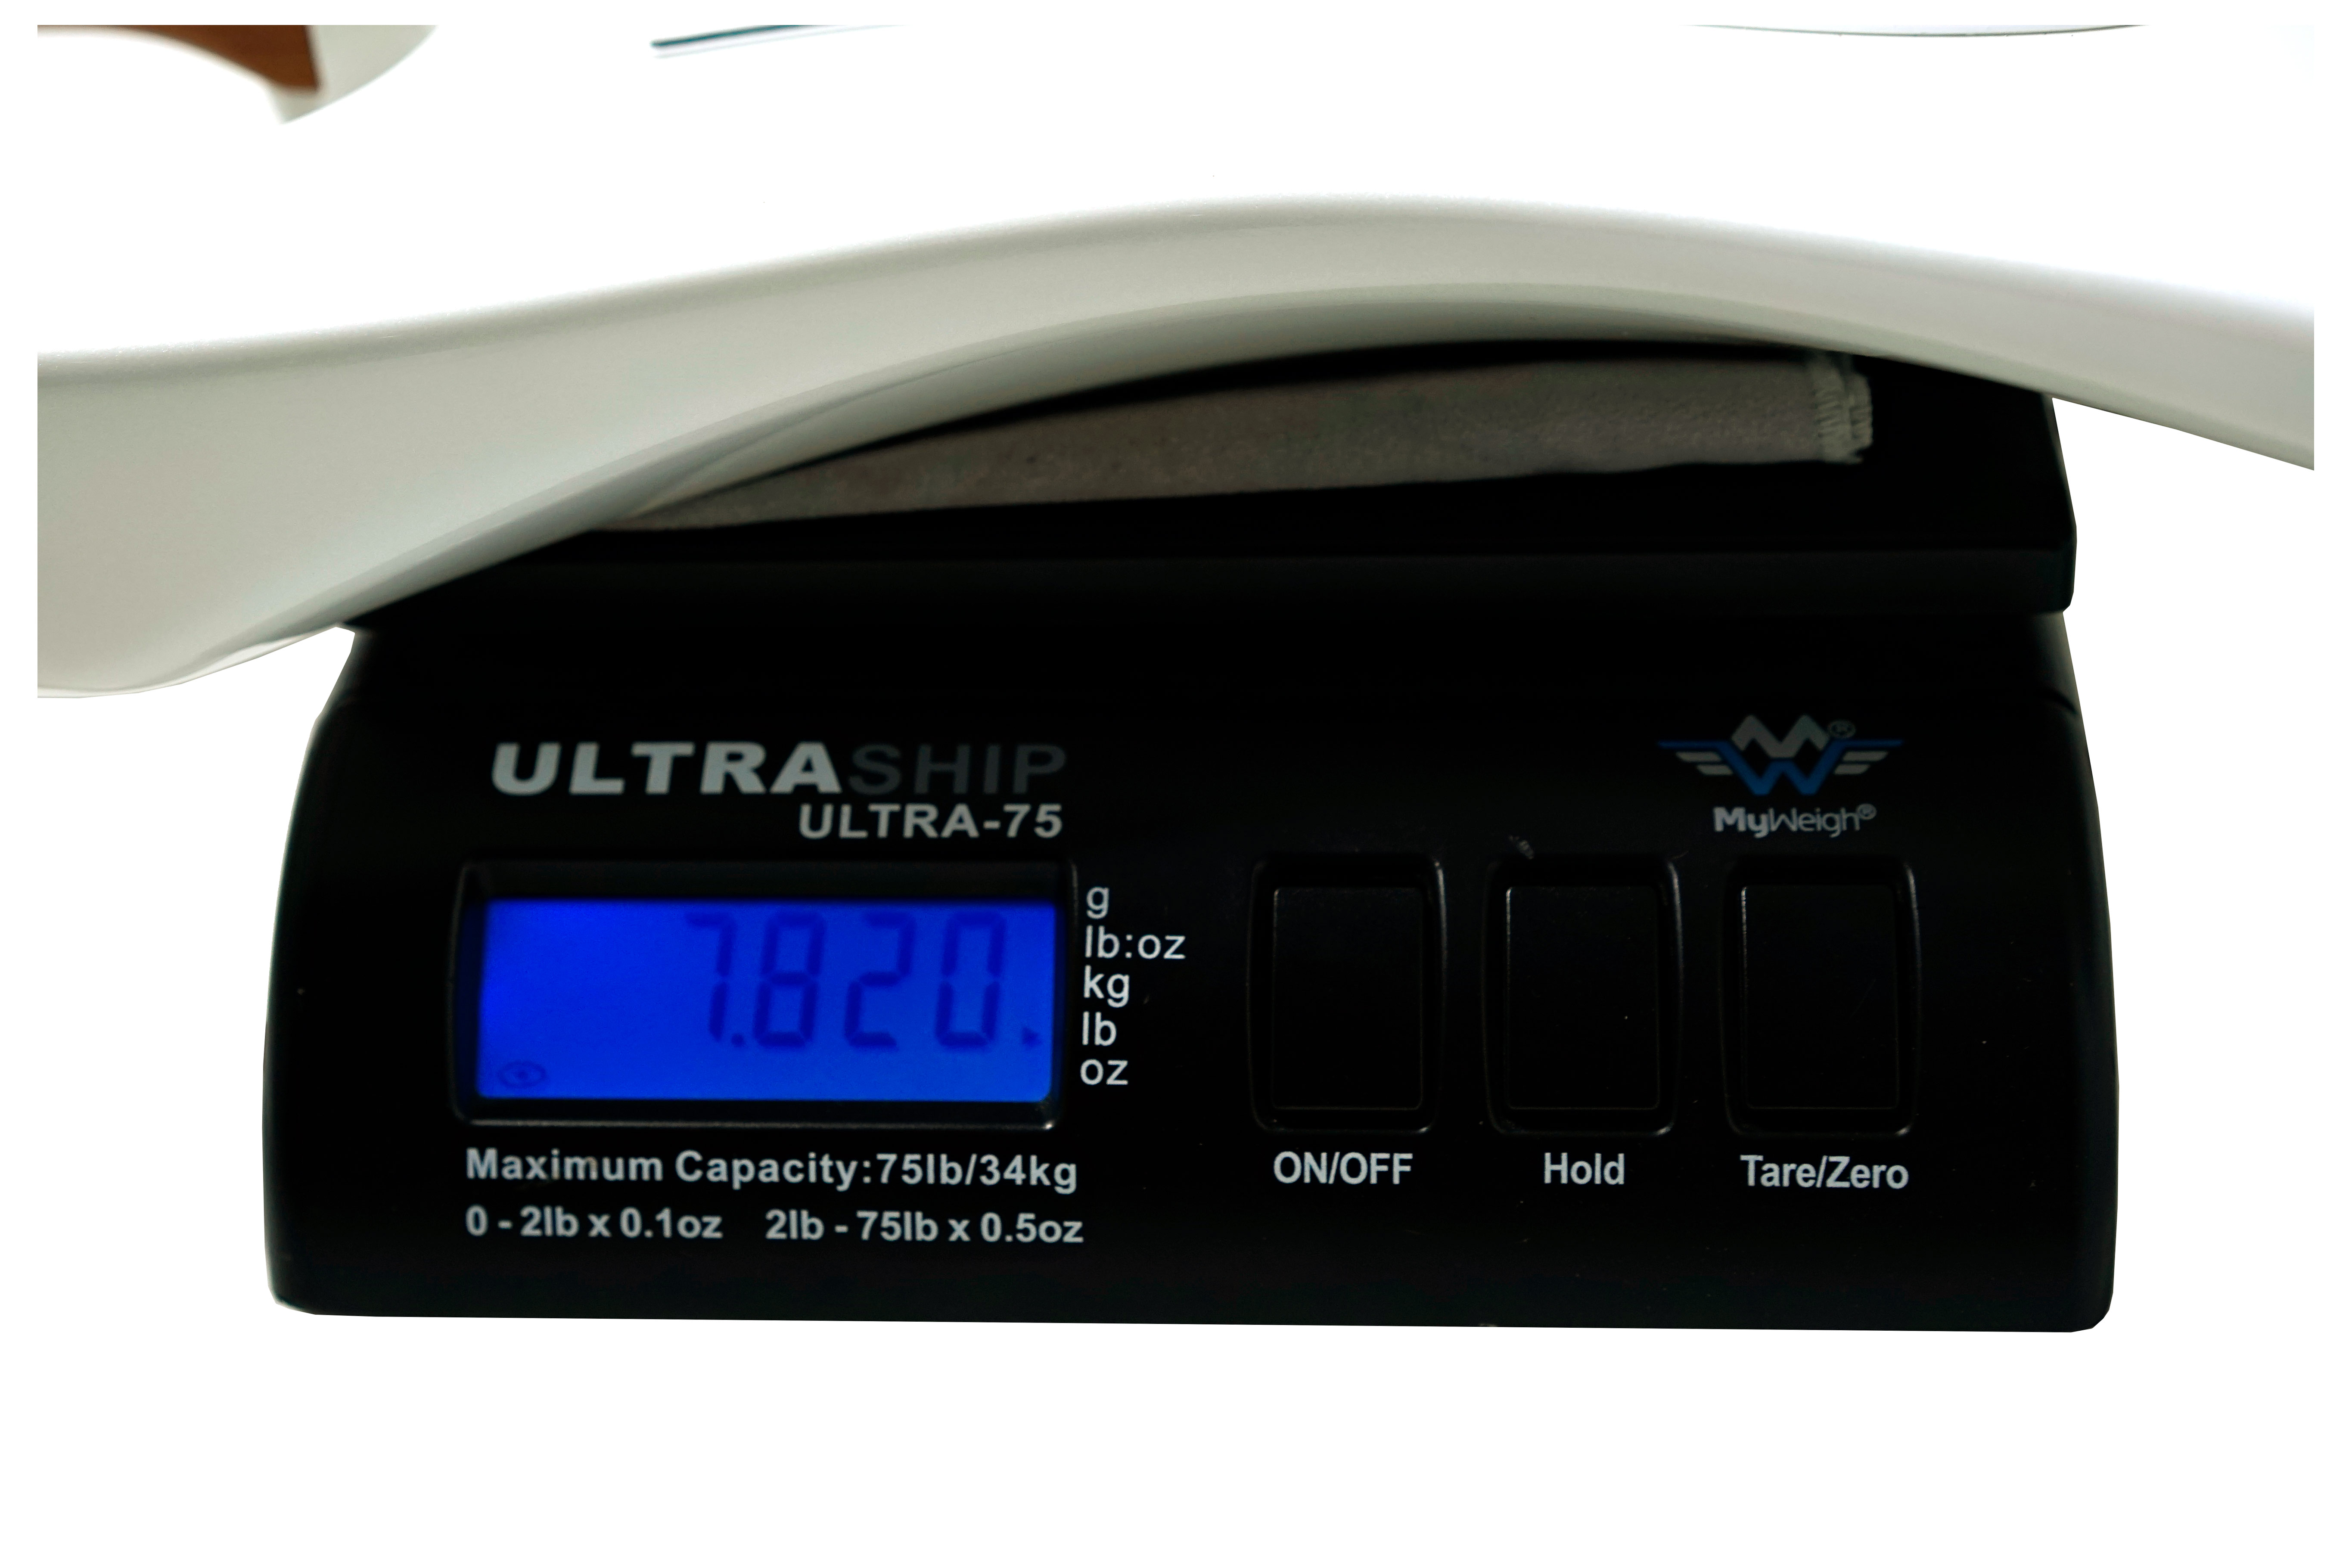 ULTRASHIP
ULTRA-75
MW®
MyWeigh®
7.820
g
lb:oz
kg
lb
oz
Maximum Capacity:75lb/34kg
0 - 2lb x 0.1oz 2lb - 75lb x 0.5oz
ON/OFF
Hold
Tare/Zero